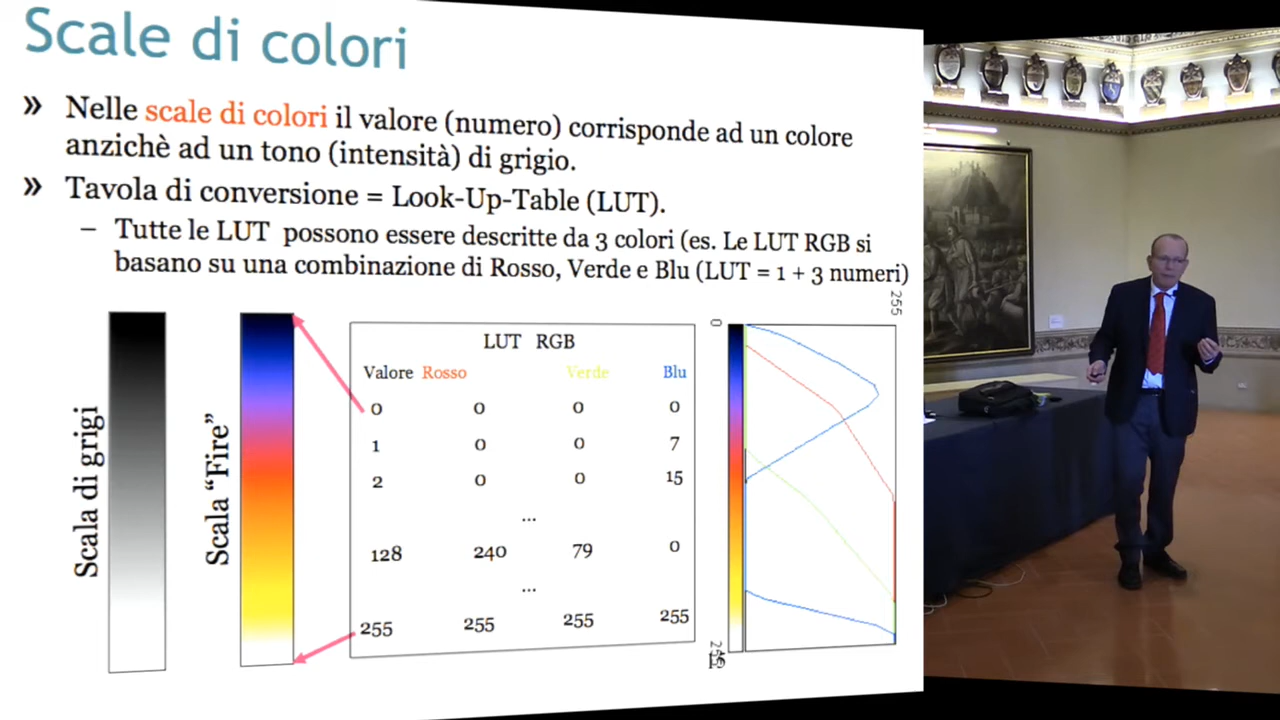 Scale di colori
» Nelle scale di colori il valore (numero) corrisponde ad un colore
anzichè ad un tono (intensità) di grigio.
» Tavola di conversione = Look-Up-Table (LUT).
– Tutte le LUT possono essere descritte da 3 colori (es. Le LUT RGB si
basano su una combinazione di Rosso, Verde e Blu (LUT = 1 + 3 numeri)
Scala di grigi
Scala “Fire”
LUT RGB
Valore Rosso Verde Blu
0 0 0 0
1 0 0 7
2 0 0 15
...
128 240 79 0
...
255 255 255 255
0
255